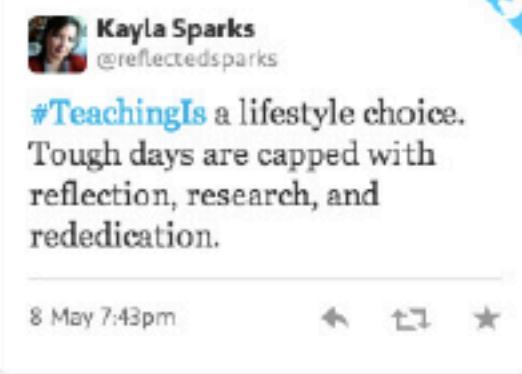 Kayla Sparks
@reflectedsparks
#TeachingIs a lifestyle choice.
Tough days are capped with
reflection, research, and
rededication.
8 May 7:43pm